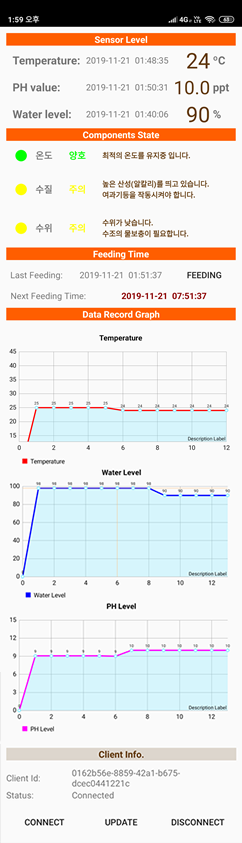 1:59 오후
4G
Sensor Level
Temperature: 2019-11-21 01:48:35 24 ºC
PH value: 2019-11-21 01:50:31 10.0 ppt
Water level: 2019-11-21 01:40:06 90 %
Components State
온도 양호 최적의 온도를 유지중 입니다.
수질 주의 높은 산성(알칼리)를 띄고 있습니다.
여과기등을 작동시켜야 합니다.
수위 주의 수위가 낮습니다.
수조의 물보충이 필요합니다.
Feeding Time
Last Feeding: 2019-11-21 01:51:37 FEEDING
Next Feeding Time: 2019-11-21 07:51:37
Data Record Graph
Temperature
45
40
35
30
25
20
15
25 25 25 25 25 24 24 24 24 24 24 24
Description Label
0 2 4 6 8 10 12
Temperature
Water Level
100
80
60
40
20
0
98 98 98 98 98 98 98 98 90 90 90 90
Description Label
0 2 4 6 8 10 12
Water Level
PH Level
15
12
9
6
3
0
9 9 9 9 9 9 10 10 10 10 10 10
Description Label
0 2 4 6 8 10 12
PH Level
Client Info.
Client Id: 0162b56e-8859-42a1-b675-
dcec0441221c
Status: Connected
CONNECT UPDATE DISCONNECT